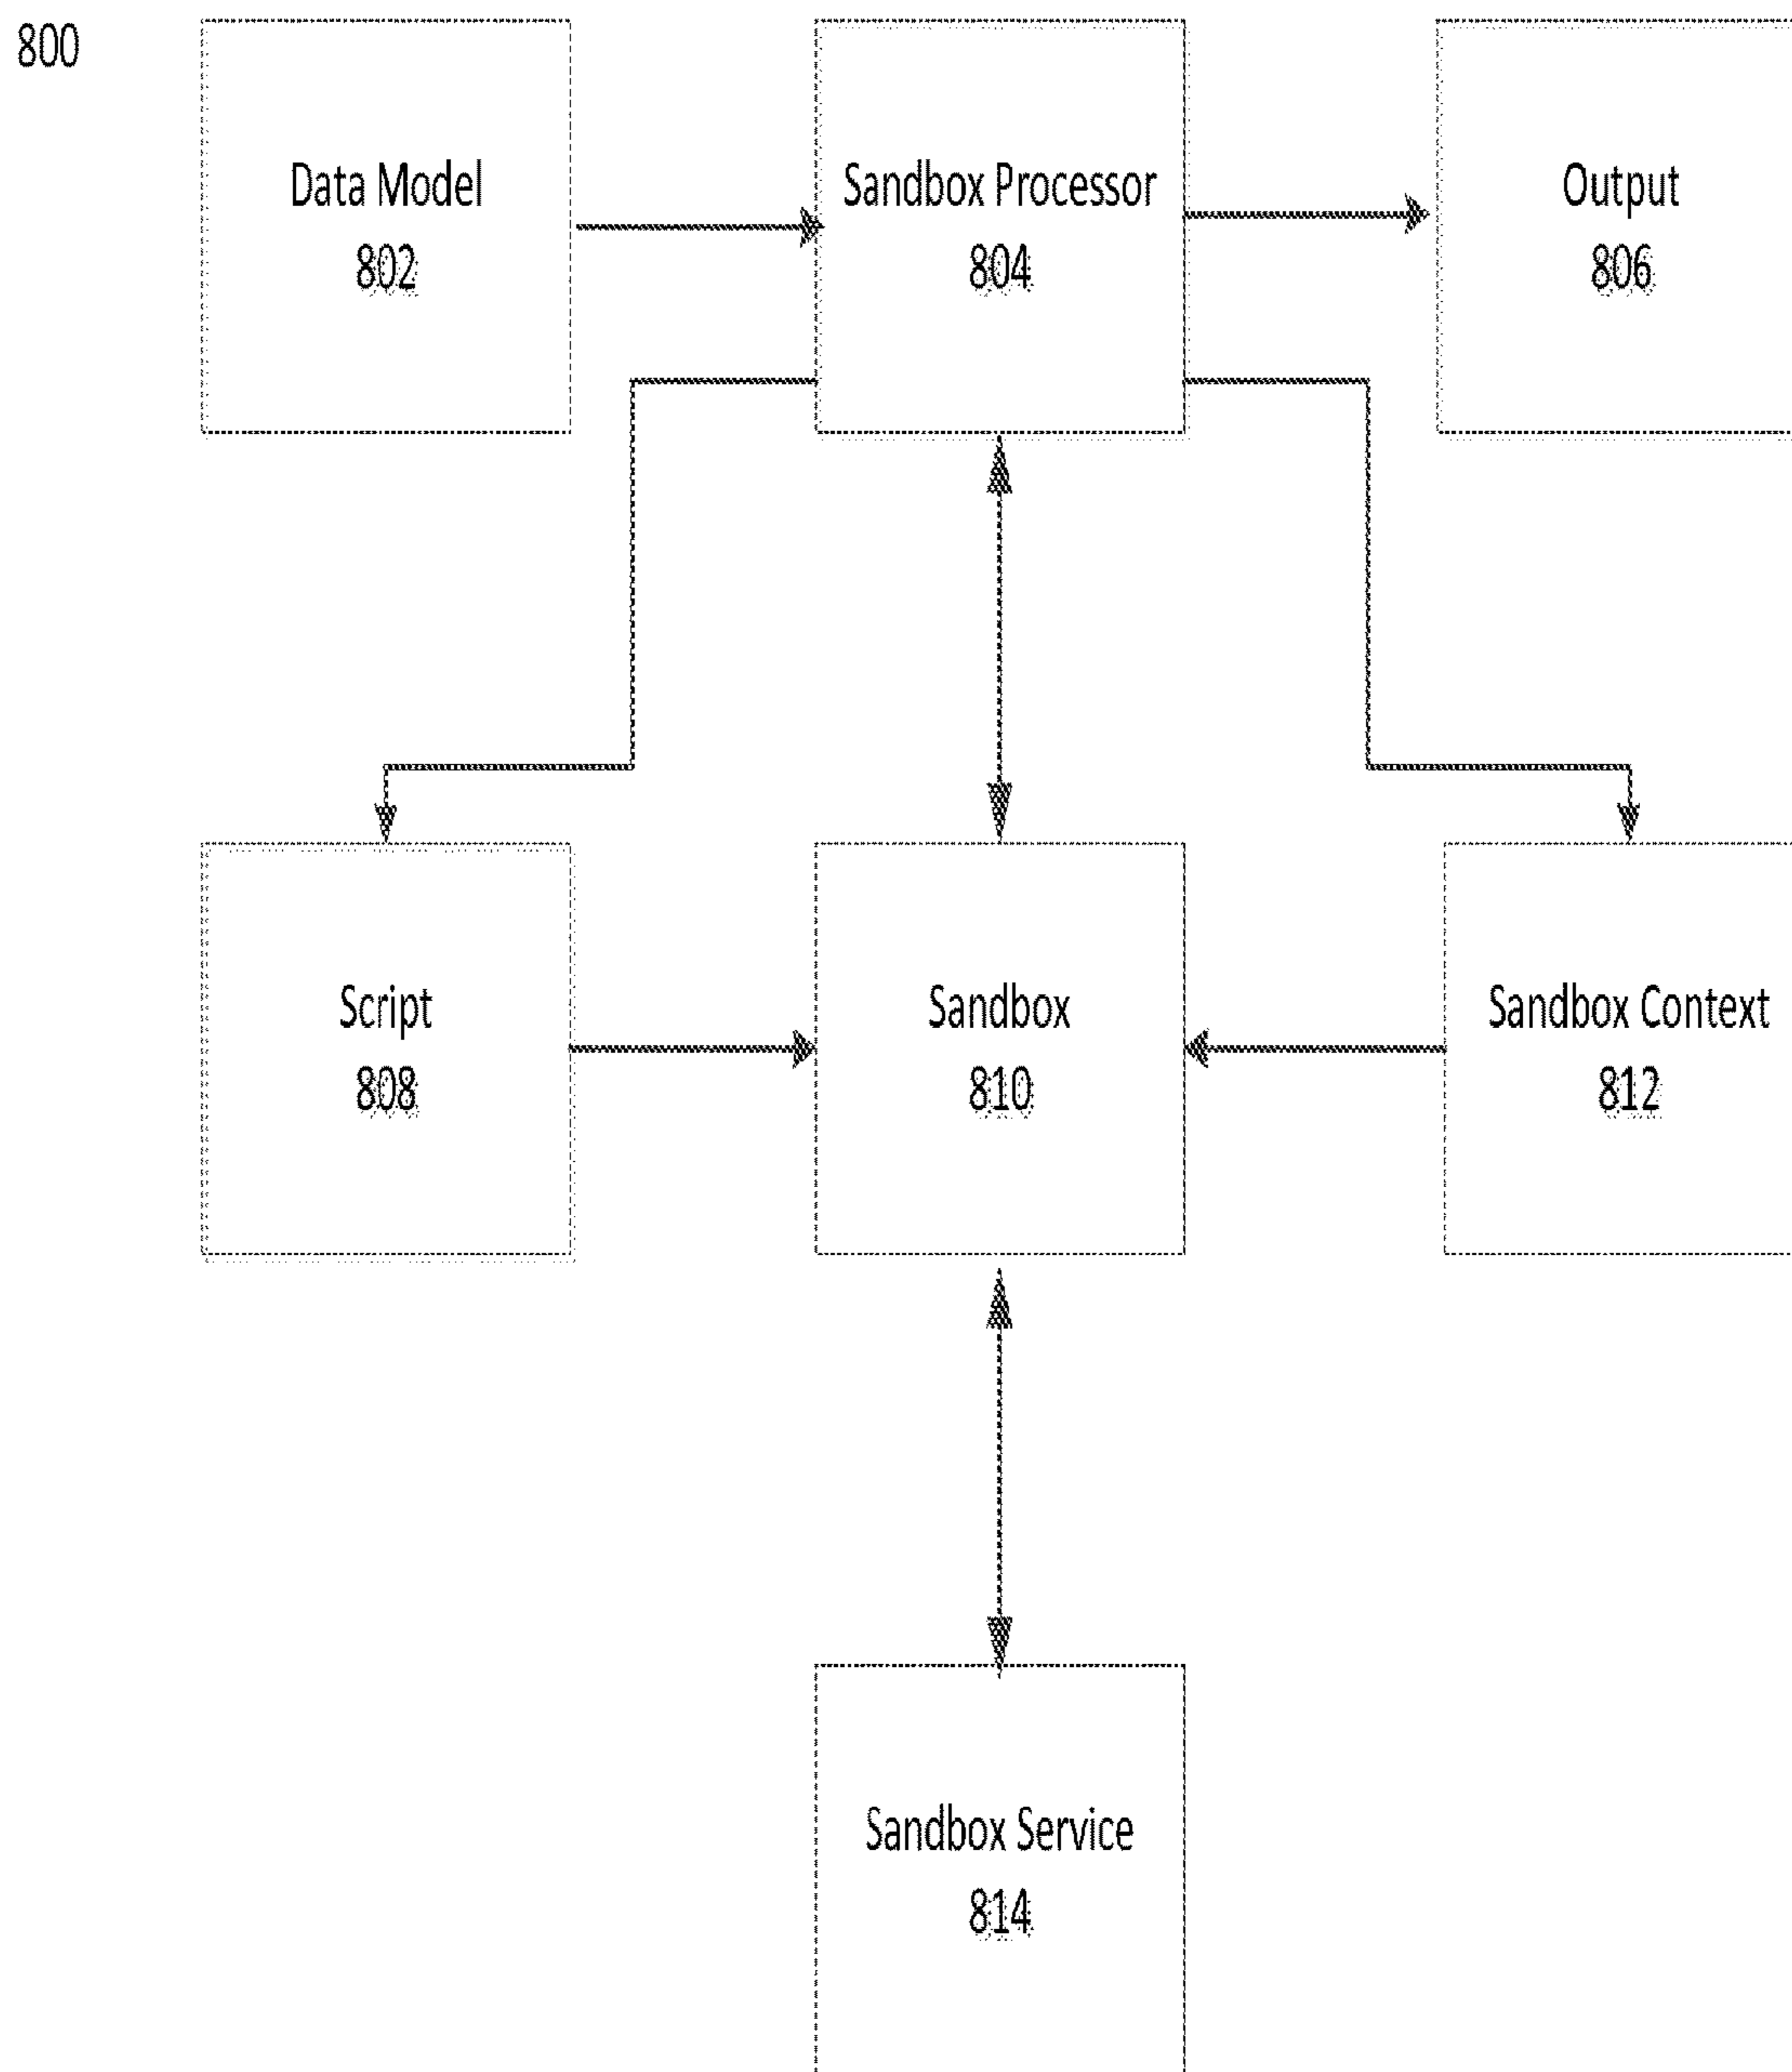 800
Data Model
802
Sandbox Processor
804
Output
806
Script
808
Sandbox
810
Sandbox Context
812
Sandbox Service
814